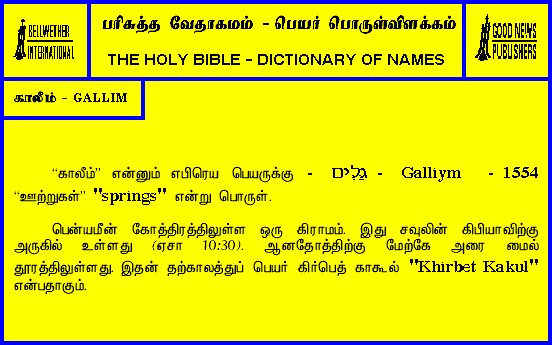 BELLWETHER
INTERNATIONAL
பரிசுத்த வேதாகமம் - பெயர் பொருள்விளக்கம்
THE HOLY BIBLE - DICTIONARY OF NAMES
GOOD NEWS
PUBLISHERS
காலீம் - GALLIM
“காலீம்” என்னும் எபிரெய பெயருக்கு - גַּלִּים - Galliym - 1554
“ஊற்றுகள்” "springs" என்று பொருள்.
பென்யமீன் கோத்திரத்திலுள்ள ஒரு கிராமம். இது சவுலின் கிபியாவிற்கு
அருகில் உள்ளது (ஏசா 10:30). ஆனதோத்திற்கு மேற்கே அரை மைல்
தூரத்திலுள்ளது. இதன் தற்காலத்துப் பெயர் கிர்பெத் காகூல் "Khirbet Kakul"
என்பதாகும்.